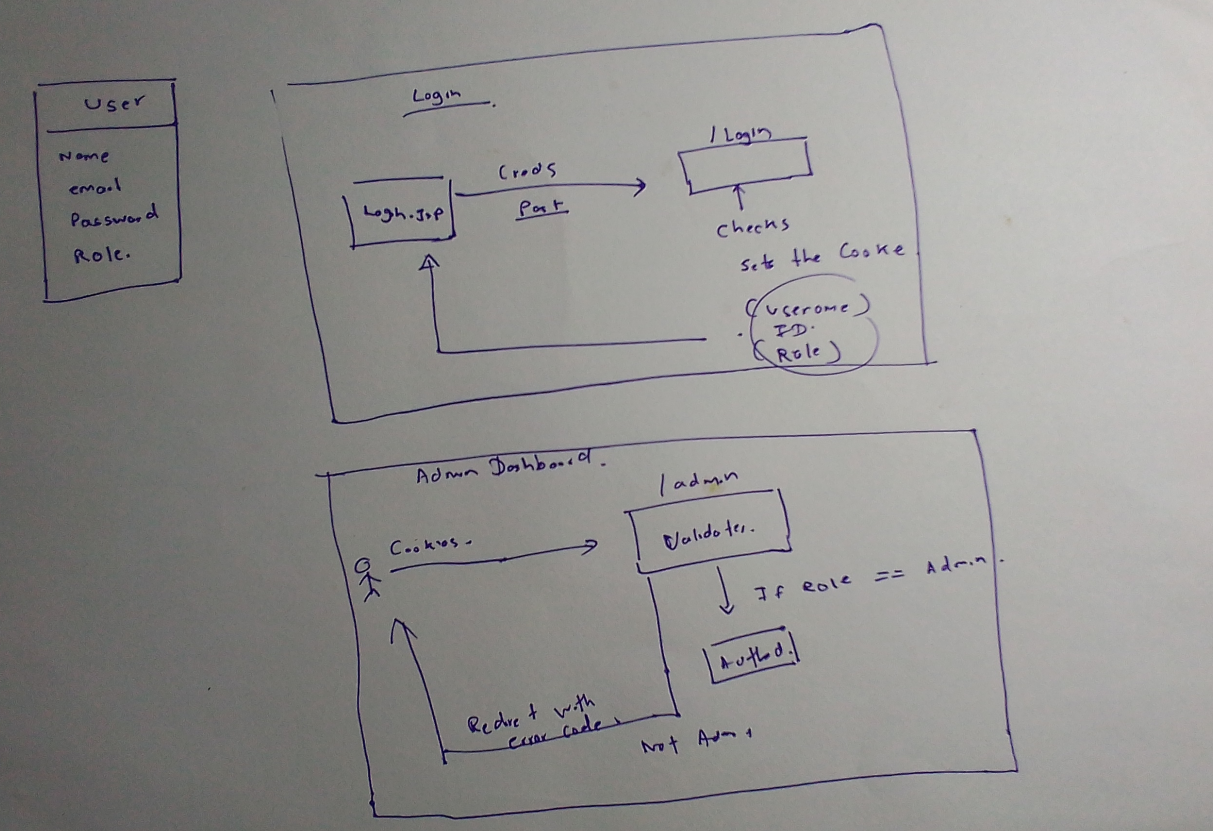 User
Name
email
Password
Role.
Login
/Login
Login.Jsp
Creds
Post
Checks
Sets the Cooke
(Username)
ID.
(Role)
Admin Dashboard.
/admin
Cookies.
Validates.
If Role == Admin.
Authed.
Redirect with
error code.
Not Admi